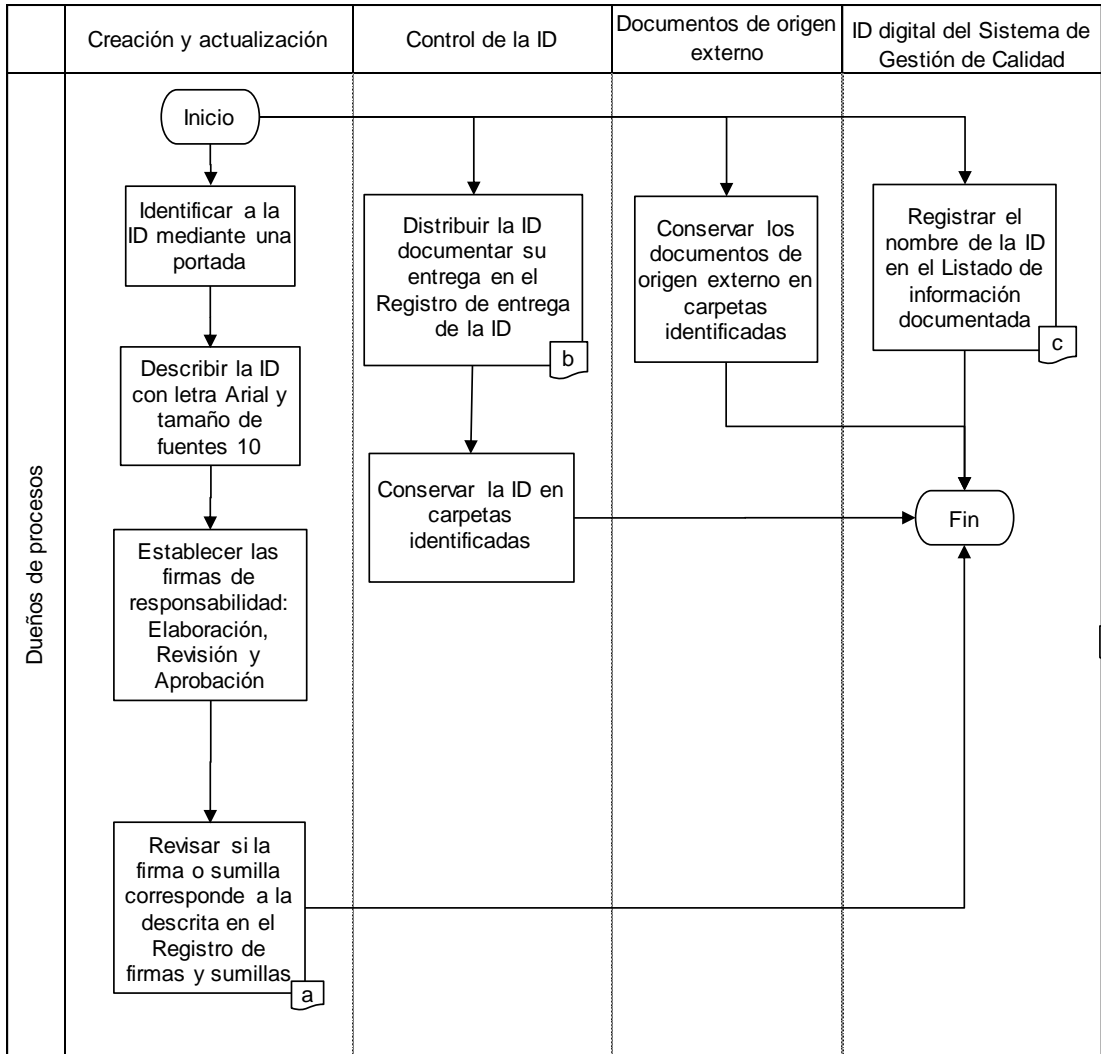 Creación y actualización
Control de la ID
Documentos de origen
externo
ID digital del Sistema de
Gestión de Calidad
Dueños de procesos
Inicio
Identificar a la
ID mediante una
portada
Describir la ID
con letra Arial y
tamaño de
fuentes 10
Establecer las
firmas de
responsabilidad:
Elaboración,
Revisión y
Aprobación
Revisar si la
firma o sumilla
corresponde a la
descrita en el
Registro de
firmas y sumillas
a
Distribuir la ID
documentar su
entrega en el
Registro de entrega
de la ID
b
Conservar la ID en
carpetas
identificadas
Conservar los
documentos de
origen externo en
carpetas
identificadas
Registrar el
nombre de la ID
en el Listado de
información
documentada
c
Fin